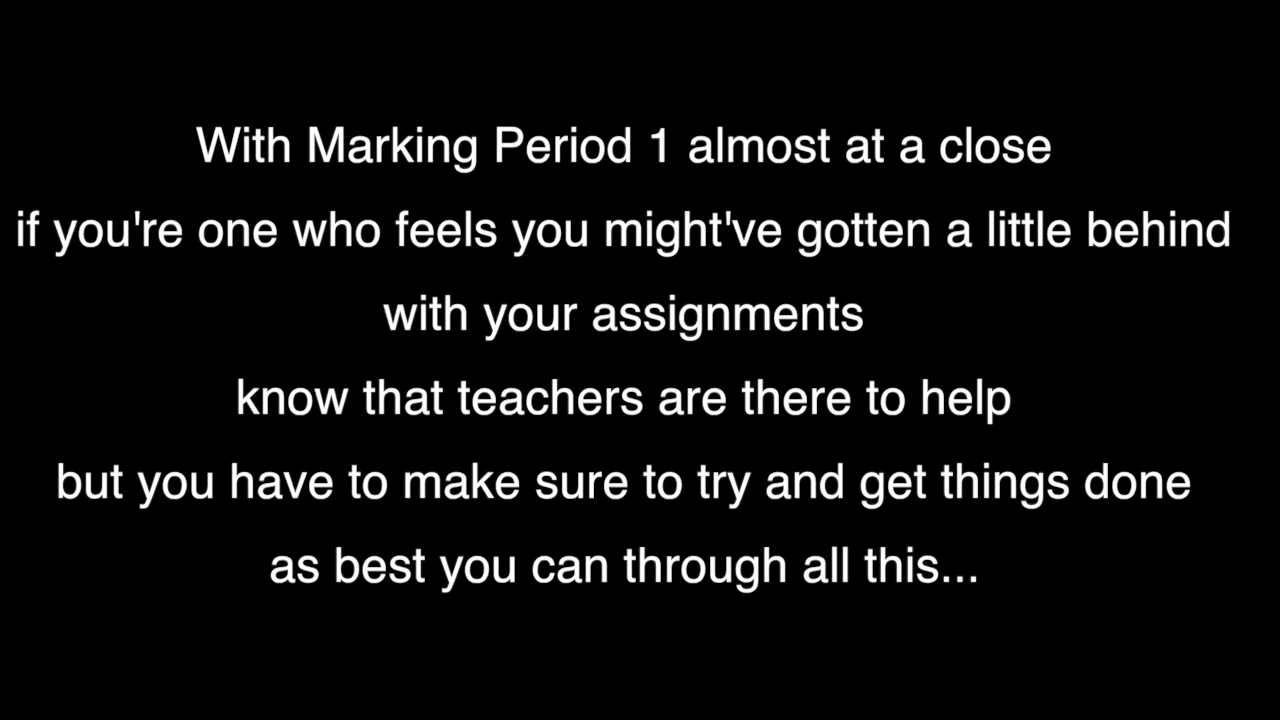 With Marking Period 1 almost at a close
if you're one who feels you might've gotten a little behind
with your assignments
know that teachers are there to help
but you have to make sure to try and get things done
as best you can through all this...